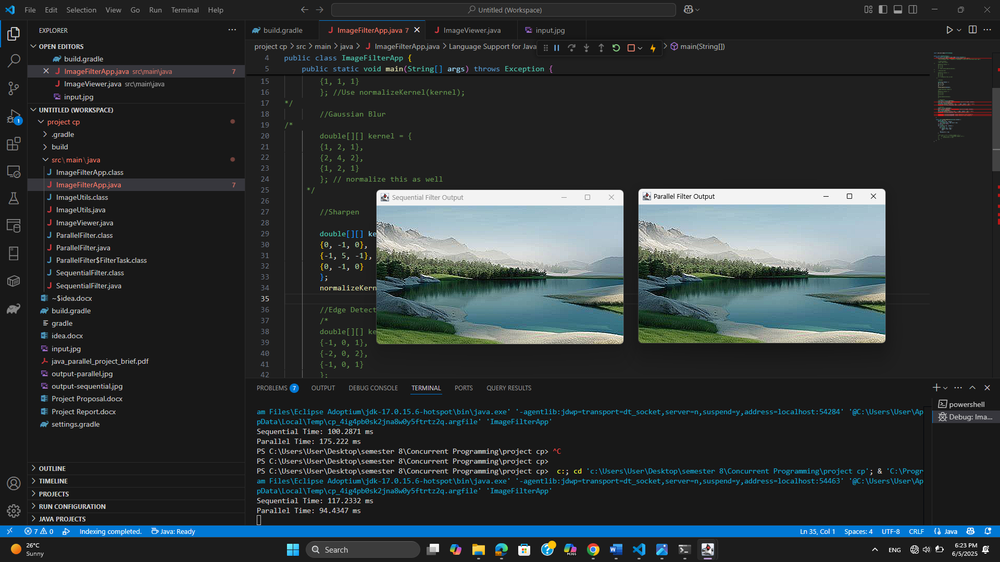 File Edit Selection View Go Run Terminal Help
Untitled (Workspace)
EXPLORER
OPEN EDITORS
build.gradle
ImageFilterApp.java src\main\java 7
ImageViewer.java src\main\java
input.jpg
UNTITLED (WORKSPACE)
project cp
.gradle
build
src\main\java
ImageFilterApp.class
ImageFilterApp.java 7
ImageUtils.class
ImageUtils.java
ImageViewer.java
ParallelFilter.class
ParallelFilter.java
ParallelFilter$FilterTask.class
SequentialFilter.class
SequentialFilter.java
~$idea.docx
build.gradle
gradle
idea.docx
input.jpg
java_parallel_project_brief.pdf
output-parallel.jpg
output-sequential.jpg
Project Proposal.docx
Project Report.docx
settings.gradle
OUTLINE
TIMELINE
PROJECTS
RUN CONFIGURATION
JAVA PROJECTS
1
build.gradle
ImageFilterApp.java 7
ImageViewer.java
input.jpg
project cp > src > main > java > ImageFilterApp.java > Language Support for Java > main(String[])
4 public class ImageFilterApp {
5 public static void main(String[] args) throws Exception {
15 {1, 1, 1}
16 }; //Use normalizeKernel(kernel);
17 */
18 //Gaussian Blur
19 /*
20 double[][] kernel = {
21 {1, 2, 1},
22 {2, 4, 2},
23 {1, 2, 1}
24 }; // normalize this as well
25 */
26
27 //Sharpen
28
29 double[][] ke
30 {0, -1, 0},
31 {-1, 5, -1},
32 {0, -1, 0}
33 };
34 normalizeKern
35
36 //Edge Detect
37 /*
38 double[][] ke
39 {-1, 0, 1},
40 {-2, 0, 2},
41 {-1, 0, 1}
42 };
Sequential Filter Output
Parallel Filter Output
PROBLEMS 7 OUTPUT DEBUG CONSOLE TERMINAL PORTS QUERY RESULTS
powershell
Debug: Ima...
am Files\Eclipse Adoptium\jdk-17.0.15.6-hotspot\bin\java.exe' '-agentlib:jdwp=transport=dt_socket,server=n,suspend=y,address=localhost:54284' '@C:\Users\User\Ap
pData\Local\Temp\cp_4ig4pb0sk2jna8w0y5ftrtz2q.argfile' 'ImageFilterApp'
Sequential Time: 100.2871 ms
Parallel Time: 175.222 ms
PS C:\Users\User\Desktop\semester 8\Concurrent Programming\project cp> ^C
PS C:\Users\User\Desktop\semester 8\Concurrent Programming\project cp>
PS C:\Users\User\Desktop\semester 8\Concurrent Programming\project cp> c:; cd 'c:\Users\User\Desktop\semester 8\Concurrent Programming\project cp'; & 'C:\Progr
am Files\Eclipse Adoptium\jdk-17.0.15.6-hotspot\bin\java.exe' '-agentlib:jdwp=transport=dt_socket,server=n,suspend=y,address=localhost:54463' '@C:\Users\User\Ap
pData\Local\Temp\cp_4ig4pb0sk2jna8w0y5ftrtz2q.argfile' 'ImageFilterApp'
Sequential Time: 117.2332 ms
Parallel Time: 94.4347 ms
7 0 Indexing completed. Java: Ready
Ln 35, Col 1 Spaces: 4 UTF-8 CRLF Java
26°C
Sunny
Search
M365
ENG
6:23 PM
6/5/2025